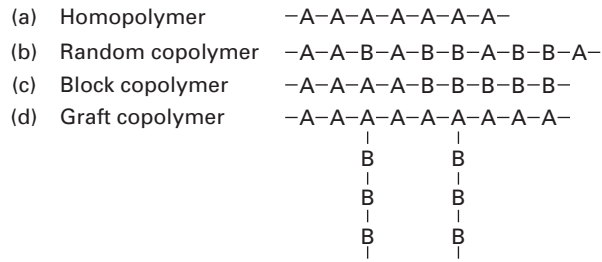 (a) Homopolymer –A–A–A–A–A–A–A–
(b) Random copolymer –A–A–B–A–B–B–A–B–B–A–
(c) Block copolymer –A–A–A–A–B–B–B–B–B–
(d) Graft copolymer –A–A–A–A–A–A–A–A–A–
B B
B B
B B